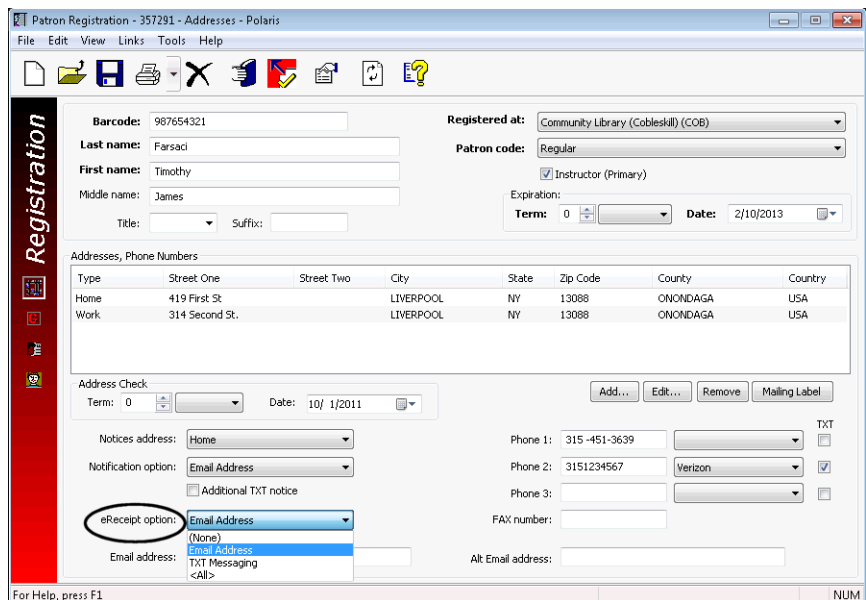 Patron Registration - 357291 - Addresses - Polaris
File Edit View Links Tools Help
Registration
Barcode: 987654321 Registered at: Community Library (Cobleskill) (COB)
Last name: Farsaci Patron code: Regular
First name: Timothy Instructor (Primary)
Middle name: James Expiration:
Title: Suffix: Term: 0 Date: 2/10/2013
Addresses, Phone Numbers
Type Street One Street Two City State Zip Code County Country
Home 419 First St LIVERPOOL NY 13088 ONONDAGA USA
Work 314 Second St. LIVERPOOL NY 13088 ONONDAGA USA
Address Check
Term: 0 Date: 10/ 1/2011 Add... Edit... Remove Mailing Label
TXT
Notices address: Home Phone 1: 315 -451-3639
Notification option: Email Address Phone 2: 3151234567 Verizon
Additional TXT notice Phone 3:
eReceipt option: Email Address FAX number:
(None)
Email Address
Email address: TXT Messaging Alt Email address:
<All>
For Help, press F1 NUM